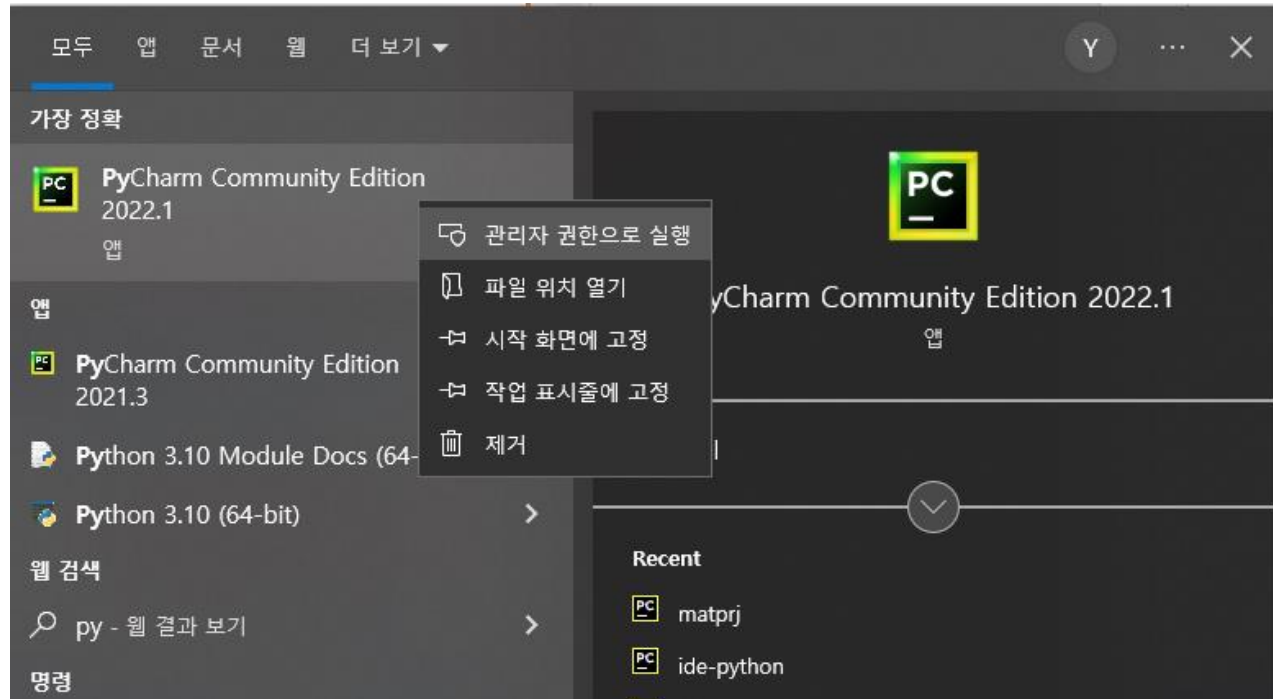 모두 앱 문서 웹 더 보기 Y ...
가장 정확
PyCharm Community Edition
2022.1
앱
관리자 권한으로 실행
파일 위치 열기
시작 화면에 고정
작업 표시줄에 고정
제거
앱
PyCharm Community Edition
2021.3
Python 3.10 Module Docs (64-
Python 3.10 (64-bit)
웹 검색
py - 웹 결과 보기
명령
PC
yCharm Community Edition 2022.1
앱
Recent
matprj
ide-python